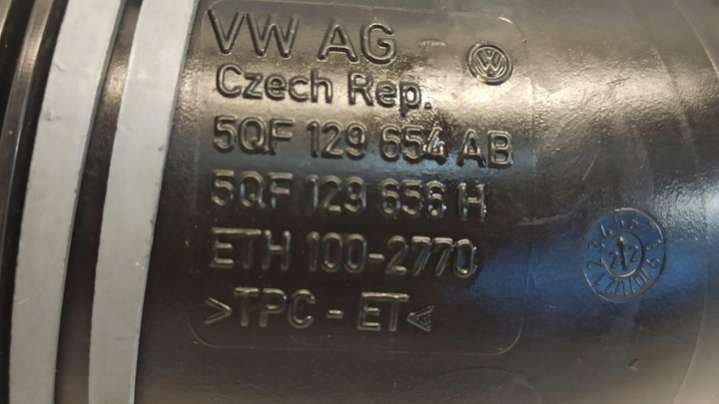 VW AG
Czech Rep.
5QF 129 654 AB
5QF 129 656 H
ETH 100-2770
>TPC-ET<